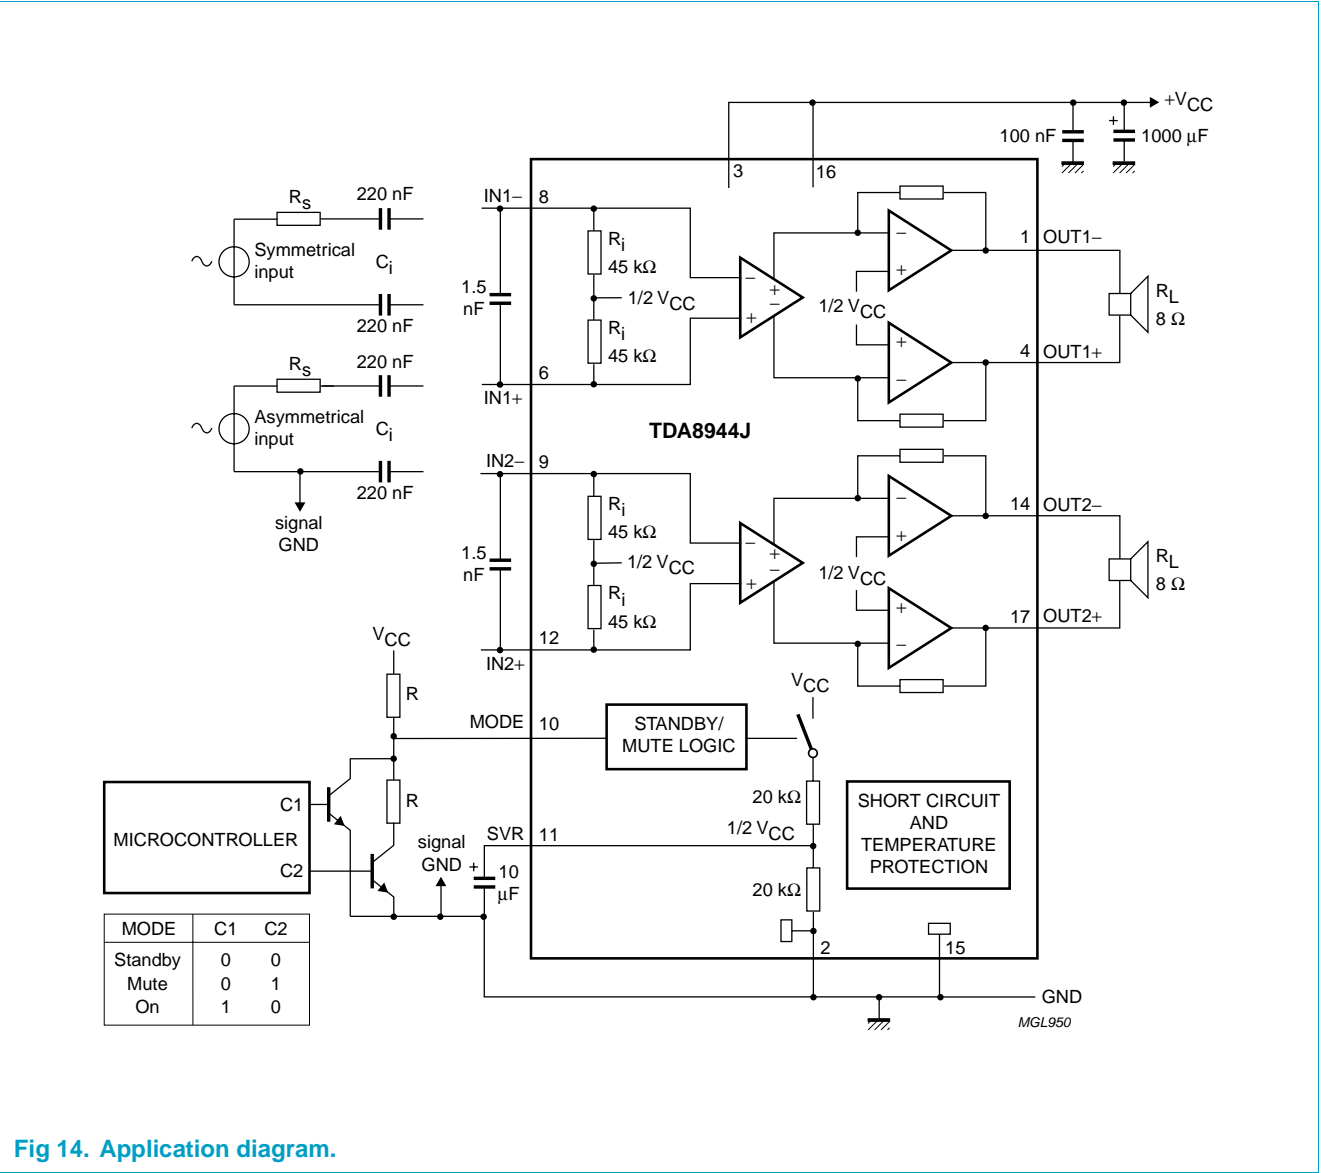 +VCC
100 nF
+
1000 µF
3
16
RS
220 nF
Symmetrical
input
Ci
220 nF
RS
220 nF
Asymmetrical
input
Ci
220 nF
signal
GND
IN1−
8
1.5
nF
Ri
45 kΩ
1/2 VCC
Ri
45 kΩ
6
IN1+
−
+
−
+
−
+
1/2 VCC
+
−
1
OUT1−
4
OUT1+
RL
8 Ω
TDA8944J
IN2−
9
1.5
nF
Ri
45 kΩ
1/2 VCC
Ri
45 kΩ
12
IN2+
−
+
−
+
−
+
1/2 VCC
+
−
14
OUT2−
17
OUT2+
RL
8 Ω
VCC
R
MODE
10
STANDBY/
MUTE LOGIC
VCC
R
C1
MICROCONTROLLER
C2
signal
GND
SVR
11
+
10
µF
20 kΩ
1/2 VCC
20 kΩ
SHORT CIRCUIT
AND
TEMPERATURE
PROTECTION
2
15
GND
MGL950
MODE C1 C2
Standby 0 0
Mute 0 1
On 1 0
Fig 14. Application diagram.